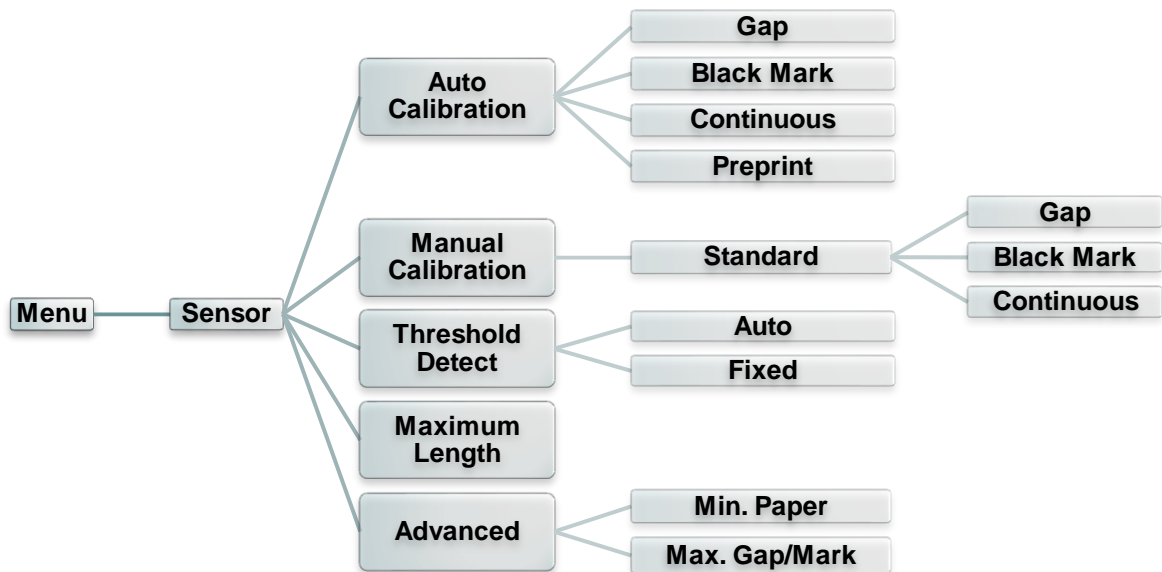 Menu
Sensor
Auto
Calibration
Gap
Black Mark
Continuous
Preprint
Manual
Calibration
Standard
Gap
Black Mark
Continuous
Threshold
Detect
Auto
Fixed
Maximum
Length
Advanced
Min. Paper
Max. Gap/Mark